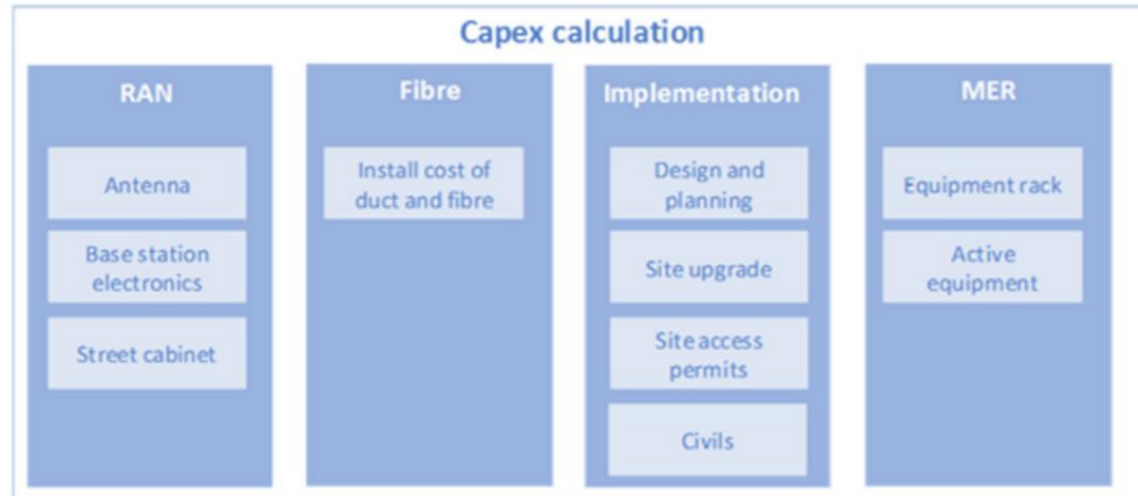 Capex calculation
RAN
Antenna
Base station
electronics
Street cabinet
Fibre
Install cost of
duct and fibre
Implementation
Design and
planning
Site upgrade
Site access
permits
Civils
MER
Equipment rack
Active
equipment